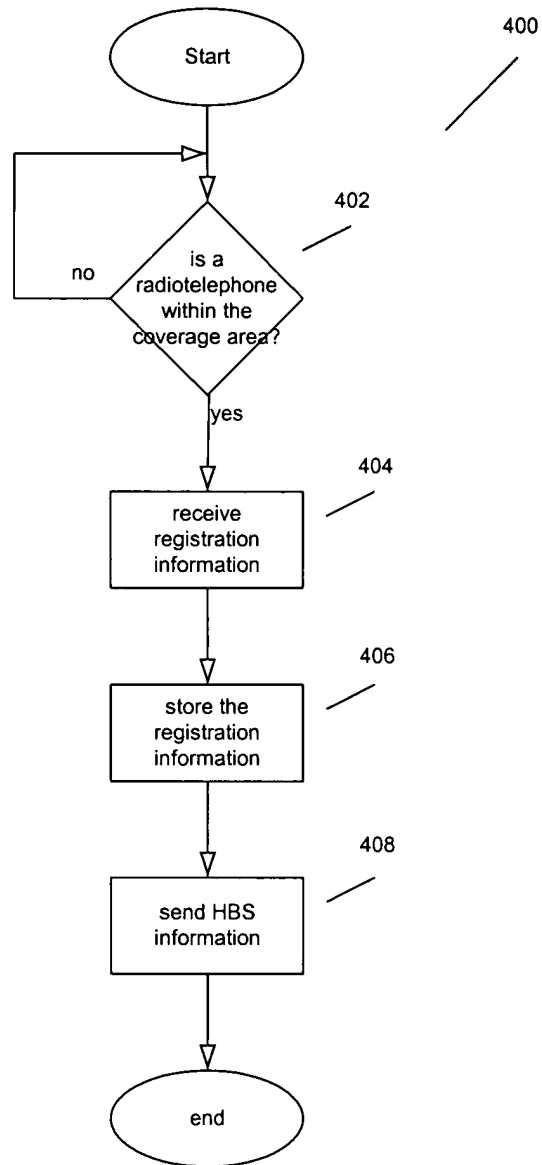 Start
400
402
is a
radiotelephone
within the
coverage area?
no
yes
404
receive
registration
information
406
store the
registration
information
408
send HBS
information
end